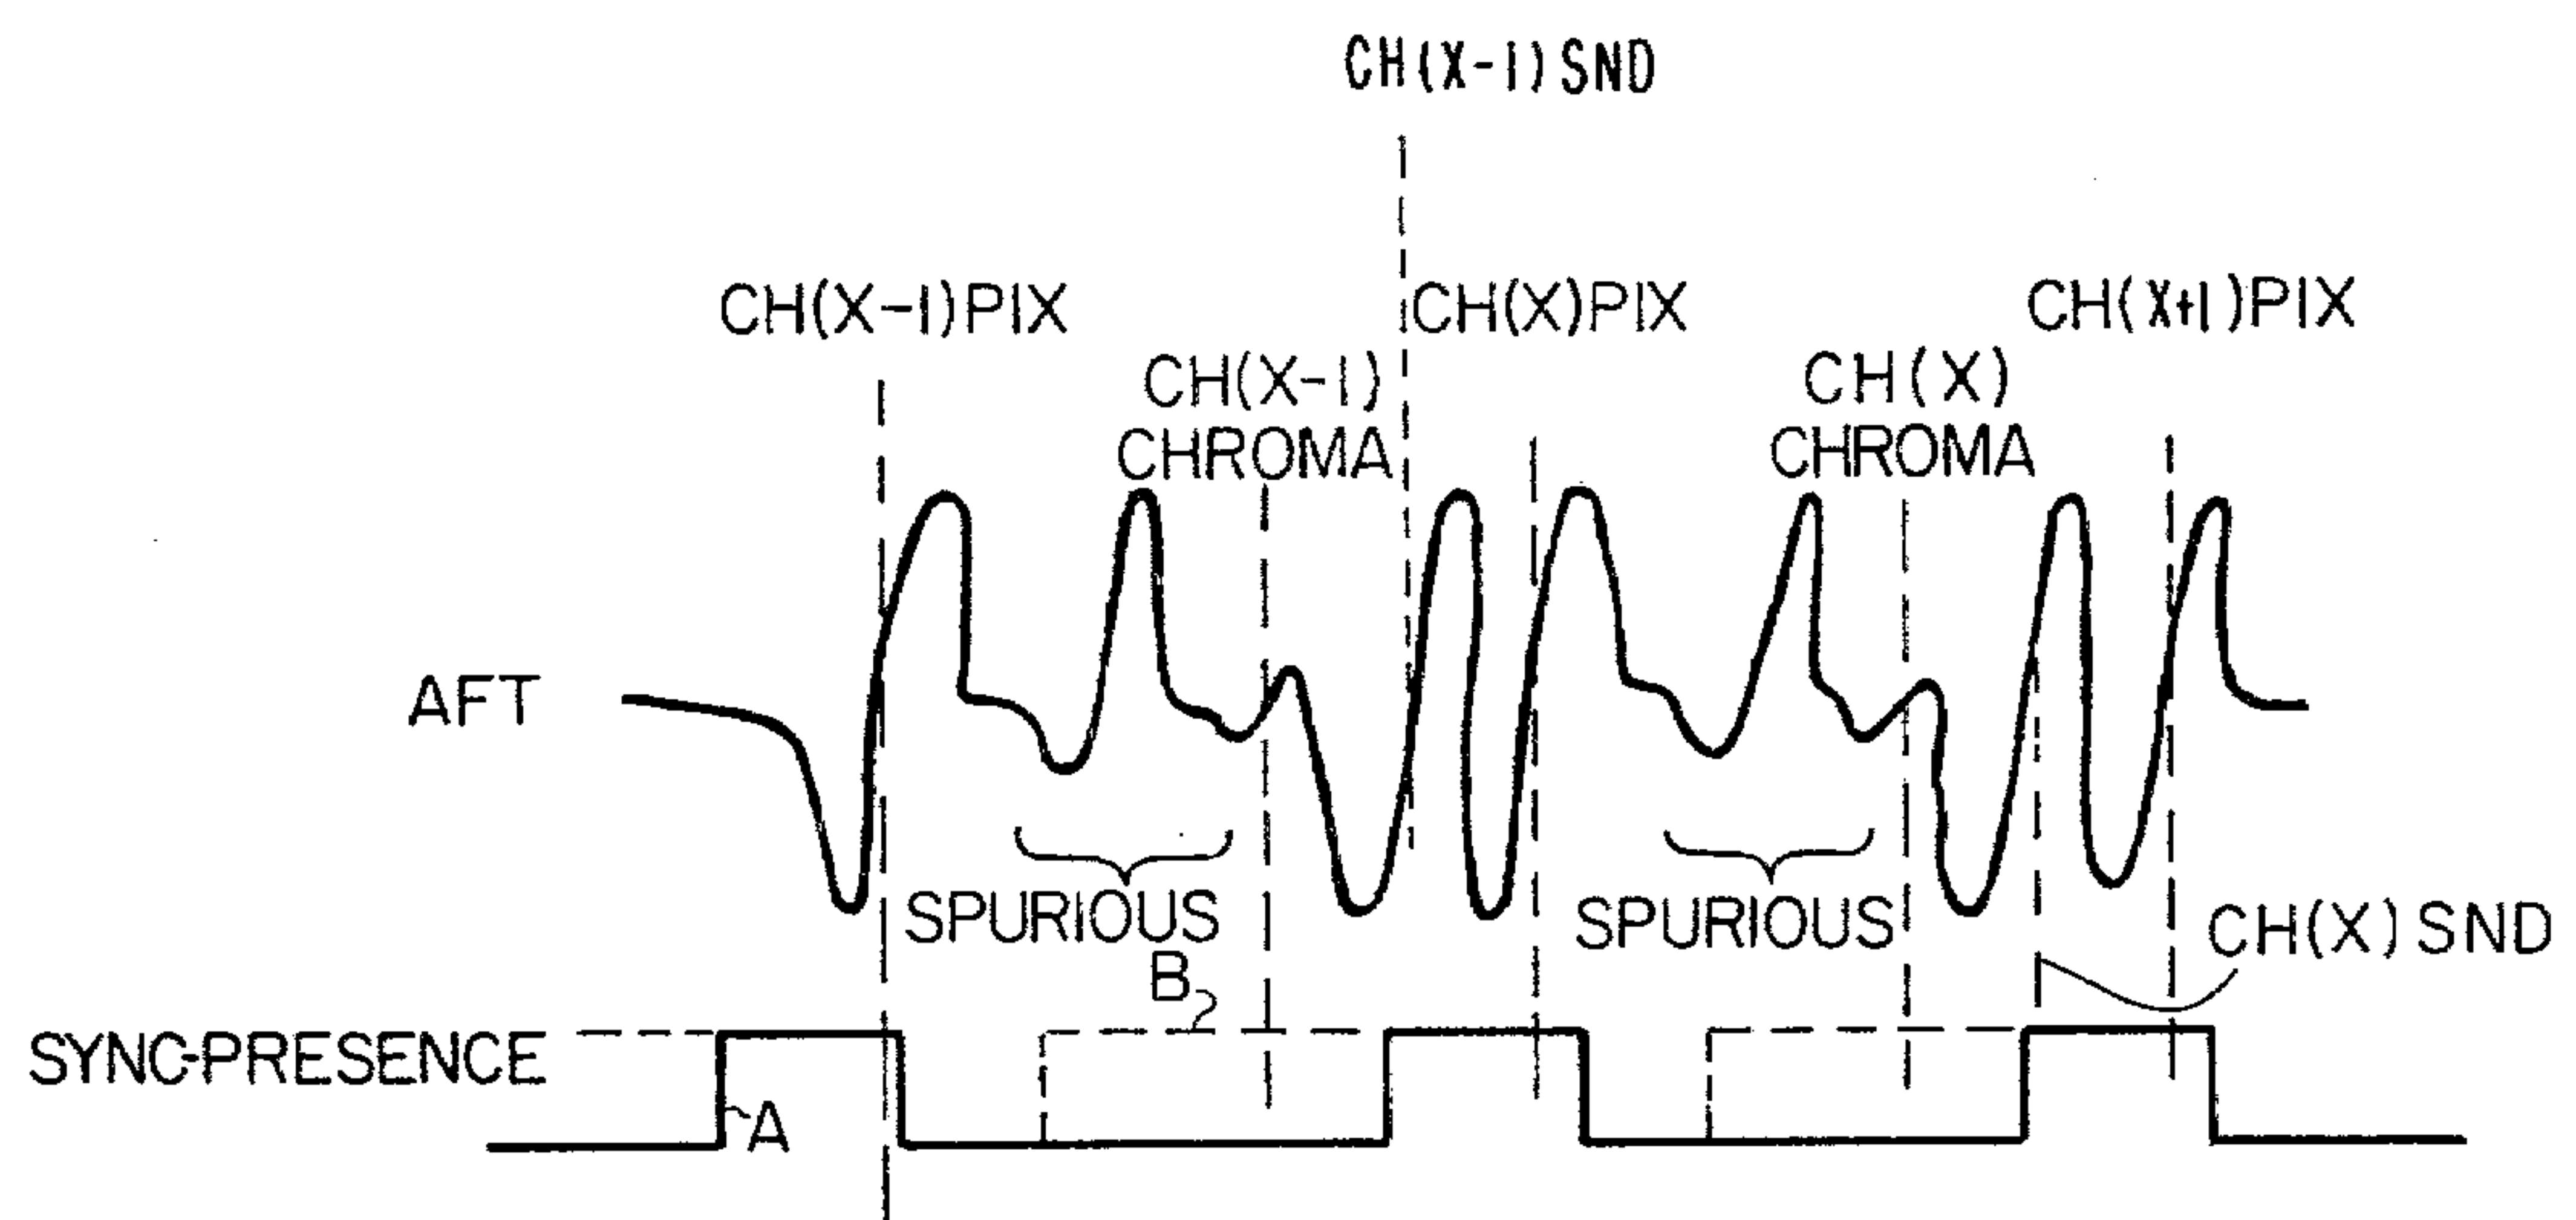 CH(X-1)SND
CH(X-1)PIX
CH(X)PIX
CH(X+1)PIX
CH(X-1)
CHROMA
CH(X)
CHROMA
AFT
SPURIOUS
SPURIOUS
CH(X)SND
B
SYNC-PRESENCE
A